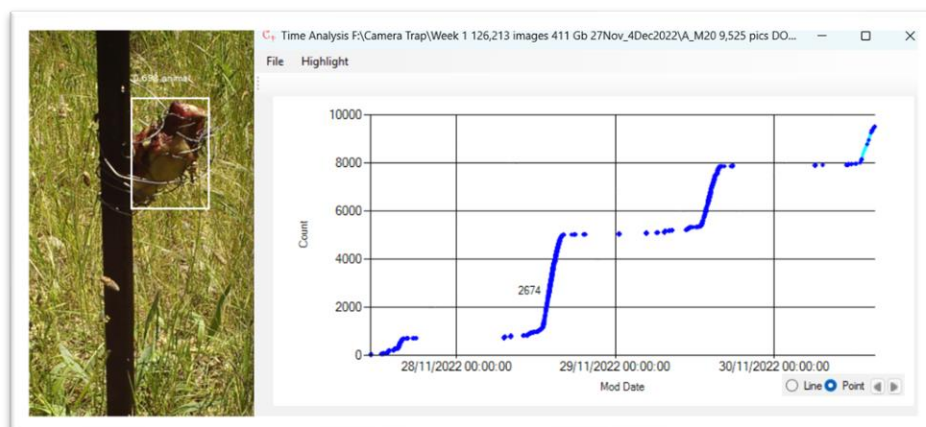 0.698 animal
Time Analysis F:\Camera Trap\Week 1 126,213 images 411 Gb 27Nov_4Dec2022\A_M20 9,525 pics DO...
File Highlight
10000
8000
6000
4000
2000
0
Count
2674
28/11/2022 00:00:00 29/11/2022 00:00:00 30/11/2022 00:00:00
Mod Date
Line Point